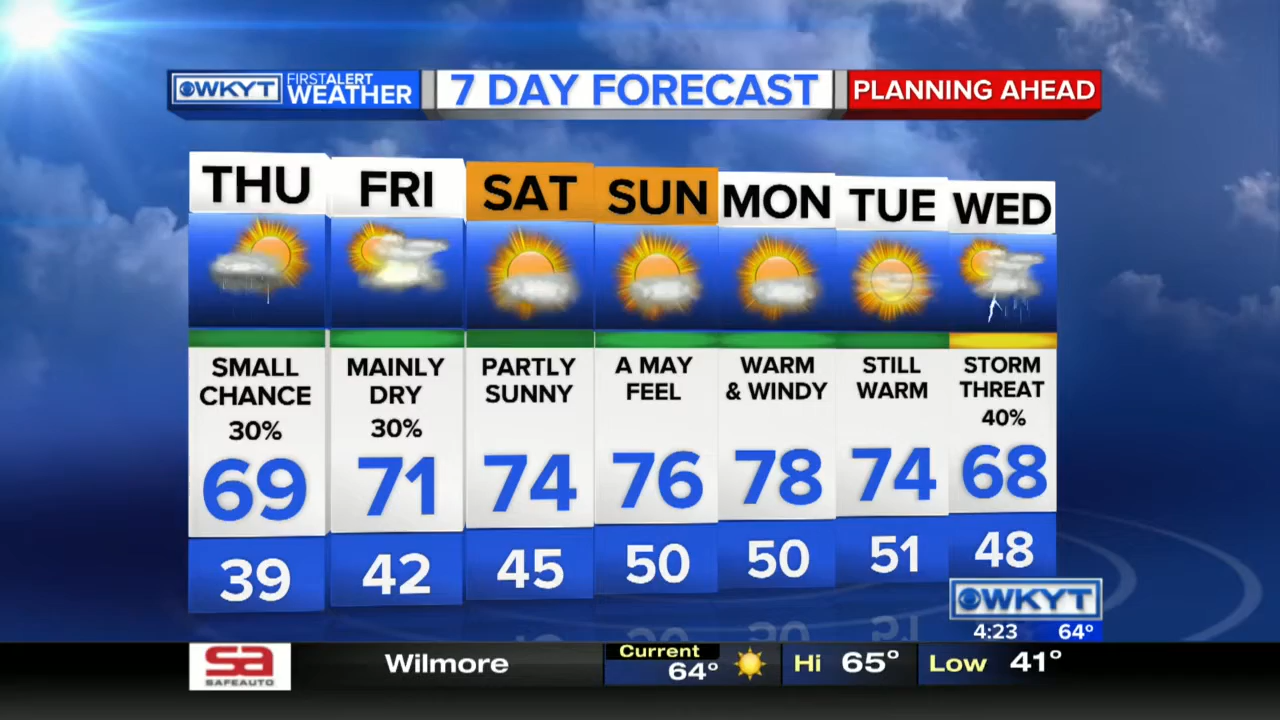 WKYT FIRST ALERT WEATHER
7 DAY FORECAST
PLANNING AHEAD
THU
SMALL
CHANCE
30%
69
39
FRI
MAINLY
DRY
30%
71
42
SAT
PARTLY
SUNNY
74
45
SUN
A MAY
FEEL
76
50
MON
WARM
& WINDY
78
50
TUE
STILL
WARM
74
51
WED
STORM
THREAT
40%
68
48
WKYT
4:23 64°
sa
SAFEAUTO
Wilmore
Current
64°
Hi 65°
Low 41°